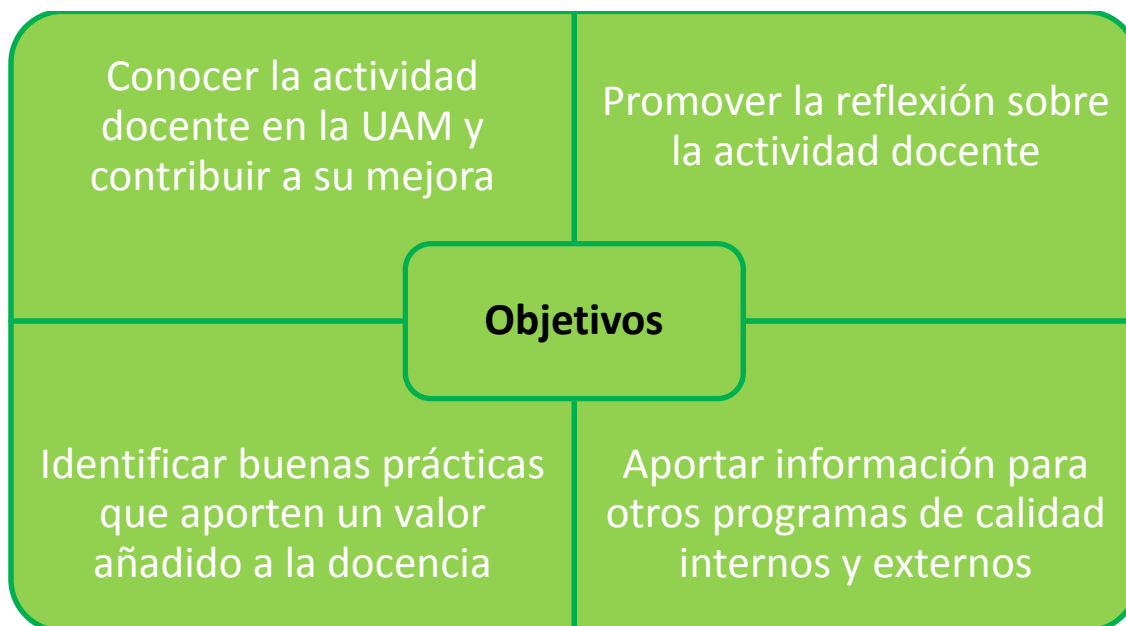 Conocer la actividad
docente en la UAM y
contribuir a su mejora
Promover la reflexión sobre
la actividad docente
Objetivos
Identificar buenas prácticas
que aporten un valor
añadido a la docencia
Aportar información para
otros programas de calidad
internos y externos